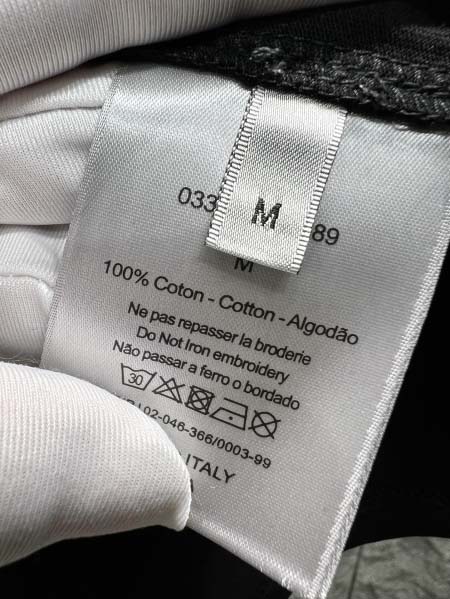 M
033 89
M
100% Coton - Cotton - Algodão
Ne pas repasser la broderie
Do Not Iron embroidery
Não passar a ferro o bordado
30
02-046-366/0003-99
ITALY